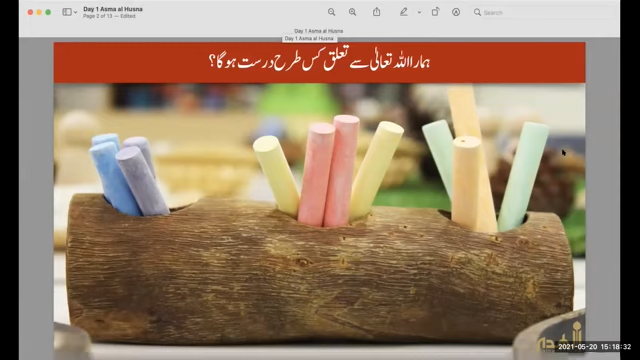 Day 1 Asma al Husna
Page 2 of 13 — Edited
Search
Day 1 Asma al Husna
Day 1 Asma al Husna
ہمارا اللہ تعالٰی سے تعلق کس طرح درست ہوگا؟
2021-05-20 15:18:32